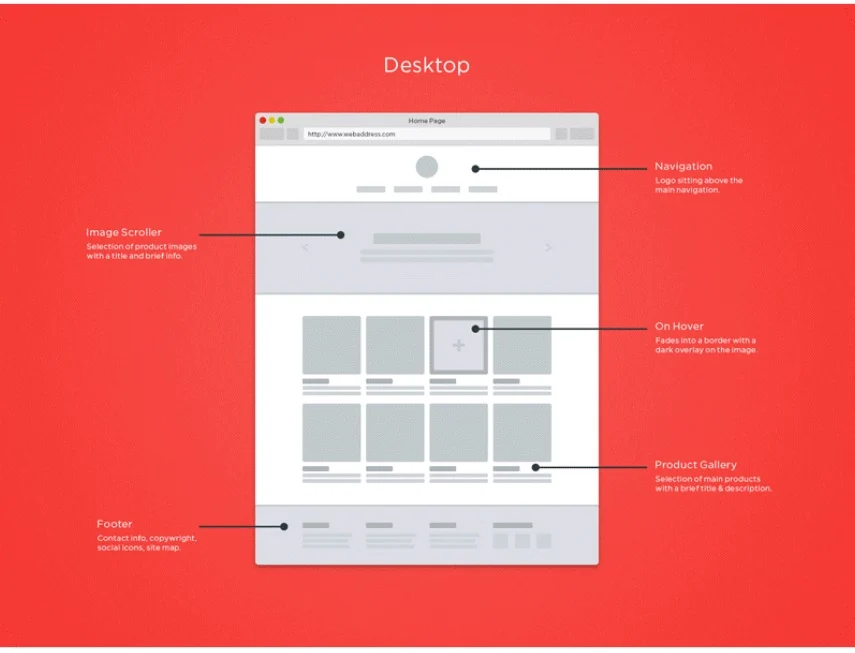 Desktop
Home Page
http://www.webaddress.com
Navigation
Logo sitting above the
main navigation.
Image Scroller
Selection of product images
with a title and brief info.
On Hover
Fades into a border with a
dark overlay on the image.
Product Gallery
Selection of main products
with a brief title & description.
Footer
Contact info, copywright,
social icons, site map.